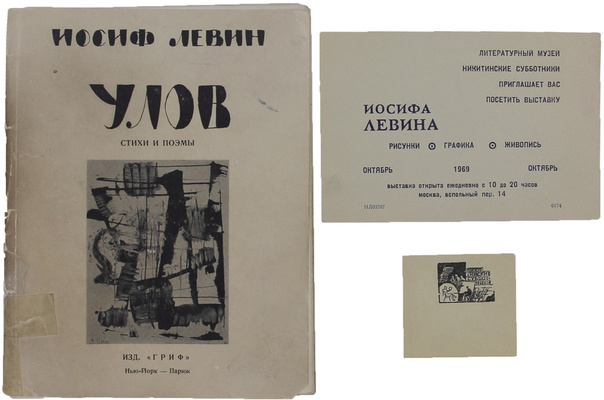 ИОСИФ ЛЕВИН
УЛОВ
СТИХИ И ПОЭМЫ
ИЗД. «ГРИФ»
Нью-Йорк — Париж
ЛИТЕРАТУРНЫЙ МУЗЕЙ
НИКИТИНСКИЕ СУББОТНИКИ
ПРИГЛАШАЕТ ВАС
ПОСЕТИТЬ ВЫСТАВКУ
ИОСИФА
ЛЕВИНА
РИСУНКИ ГРАФИКА ЖИВОПИСЬ
ОКТЯБРЬ 1969 ОКТЯБРЬ
выставка открыта ежедневно с 10 до 20 часов
москва, вспольный пер. 14